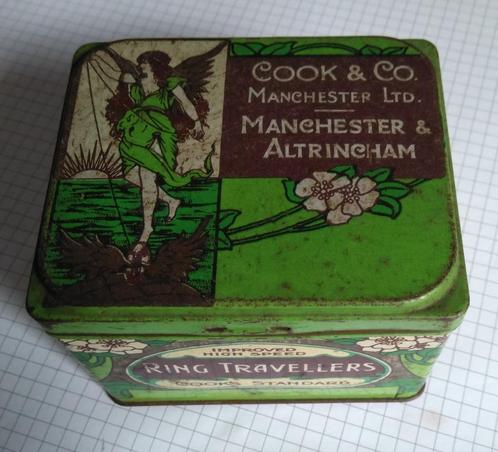 COOK & CO.
MANCHESTER LTD.
MANCHESTER &
ALTRINCHAM
IMPROVED
HIGH SPEED
RING TRAVELLERS
COOK'S STANDARD